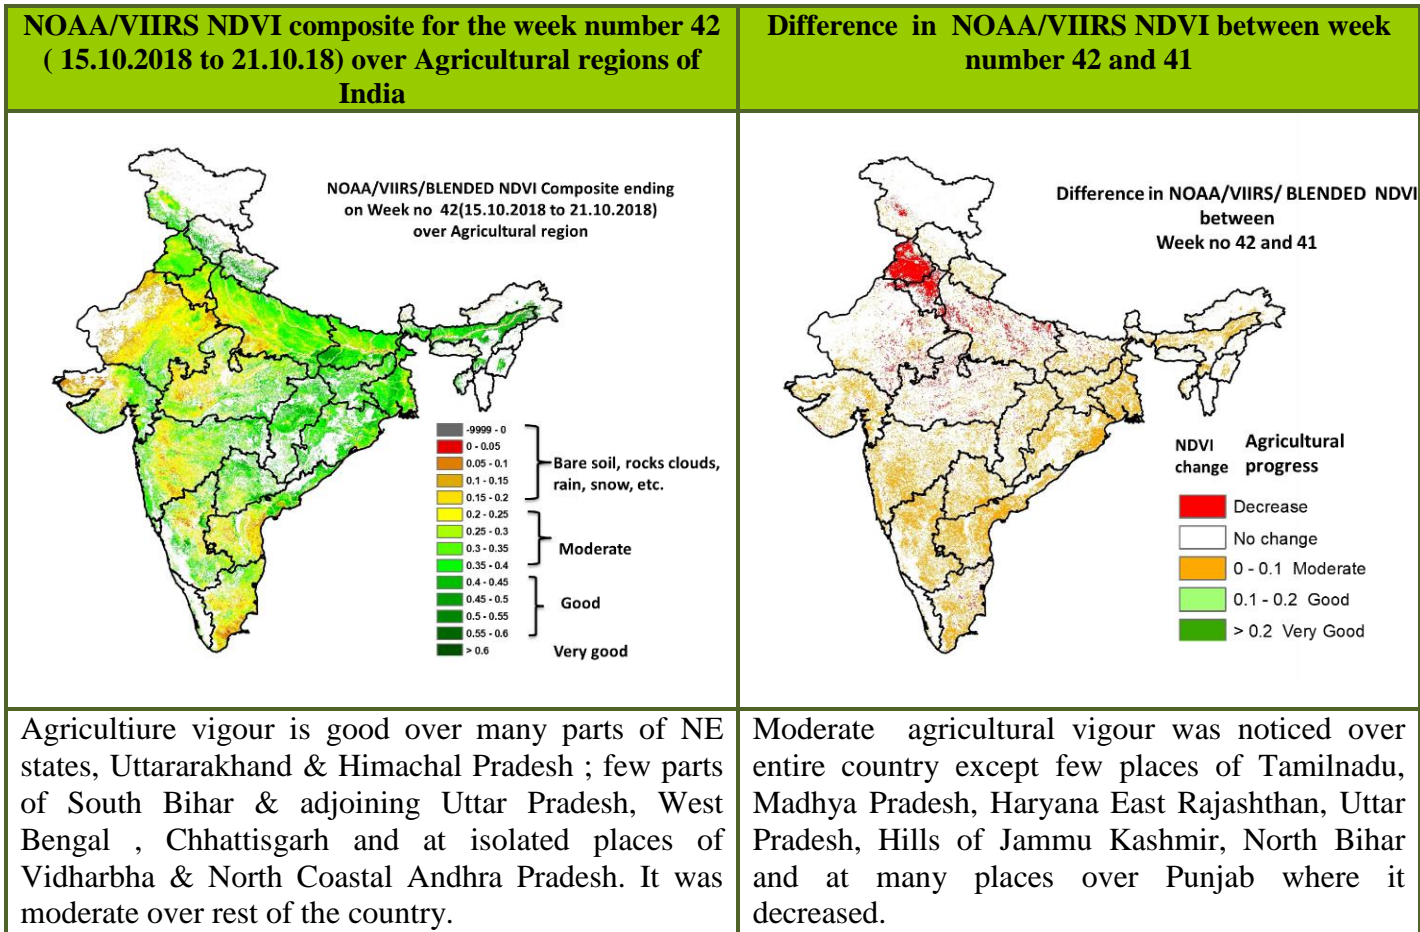 NOAA/VIIRS NDVI composite for the week number 42
( 15.10.2018 to 21.10.18) over Agricultural regions of
India
Difference in NOAA/VIIRS NDVI between week
number 42 and 41
NOAA/VIIRS/BLENDED NDVI Composite ending
on Week no 42(15.10.2018 to 21.10.2018)
over Agricultural region
-9999 - 0
0 - 0.05
0.05 - 0.1
0.1 - 0.15
0.15 - 0.2
0.2 - 0.25
0.25 - 0.3
0.3 - 0.35
0.35 - 0.4
0.4 - 0.45
0.45 - 0.5
0.5 - 0.55
0.55 - 0.6
> 0.6
Bare soil, rocks clouds,
rain, snow, etc.
Moderate
Good
Very good
Difference in NOAA/VIIRS/ BLENDED NDVI
between
Week no 42 and 41
NDVI
change
Agricultural
progress
Decrease
No change
0 - 0.1 Moderate
0.1 - 0.2 Good
> 0.2 Very Good
Agricultiure vigour is good over many parts of NE
states, Uttararakhand & Himachal Pradesh ; few parts
of South Bihar & adjoining Uttar Pradesh, West
Bengal , Chhattisgarh and at isolated places of
Vidharbha & North Coastal Andhra Pradesh. It was
moderate over rest of the country.
Moderate agricultural vigour was noticed over
entire country except few places of Tamilnadu,
Madhya Pradesh, Haryana East Rajashthan, Uttar
Pradesh, Hills of Jammu Kashmir, North Bihar
and at many places over Punjab where it
decreased.